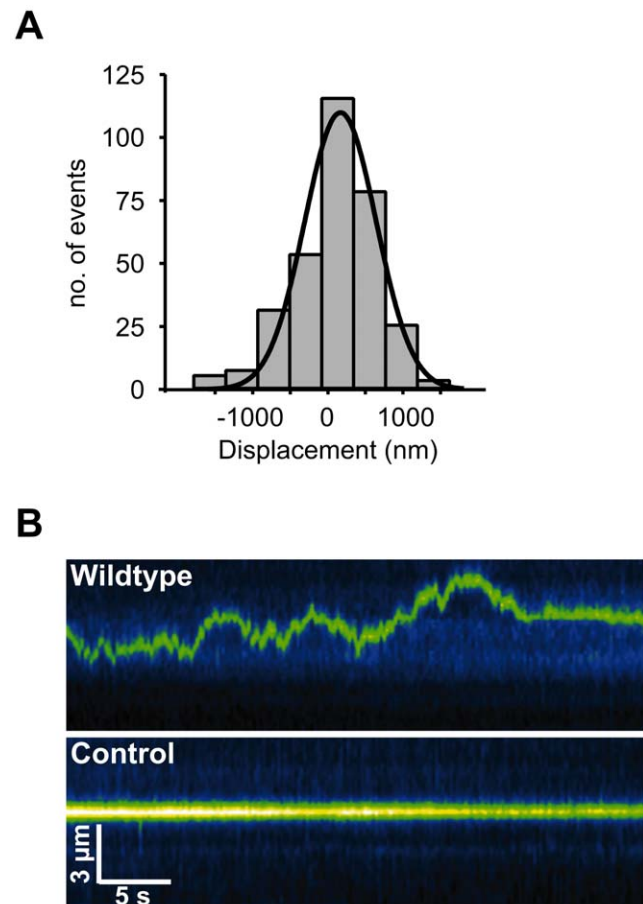 A
125
100
75
50
25
0
no. of events
-1000 0 1000
Displacement (nm)
B
Wildtype
Control
3 µm
5 s